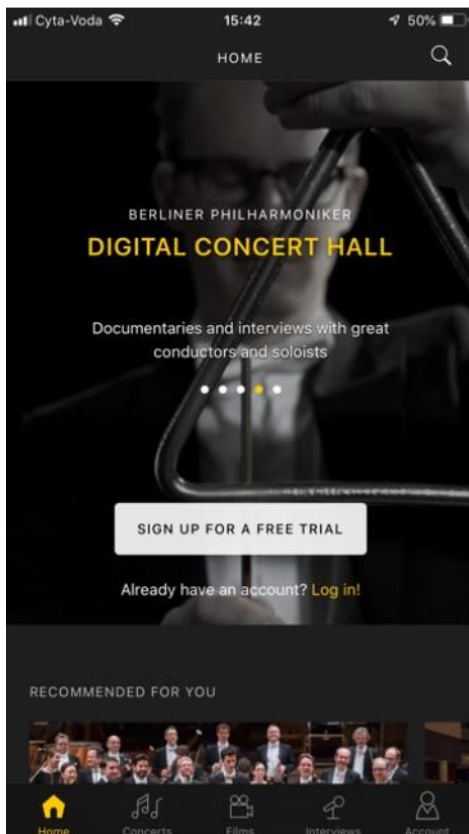 Cyta-Voda 15:42 50%
HOME
BERLINER PHILHARMONIKER
DIGITAL CONCERT HALL
Documentaries and interviews with great
conductors and soloists
SIGN UP FOR A FREE TRIAL
Already have an account? Log in!
RECOMMENDED FOR YOU
Home Concerts Films Interviews Account